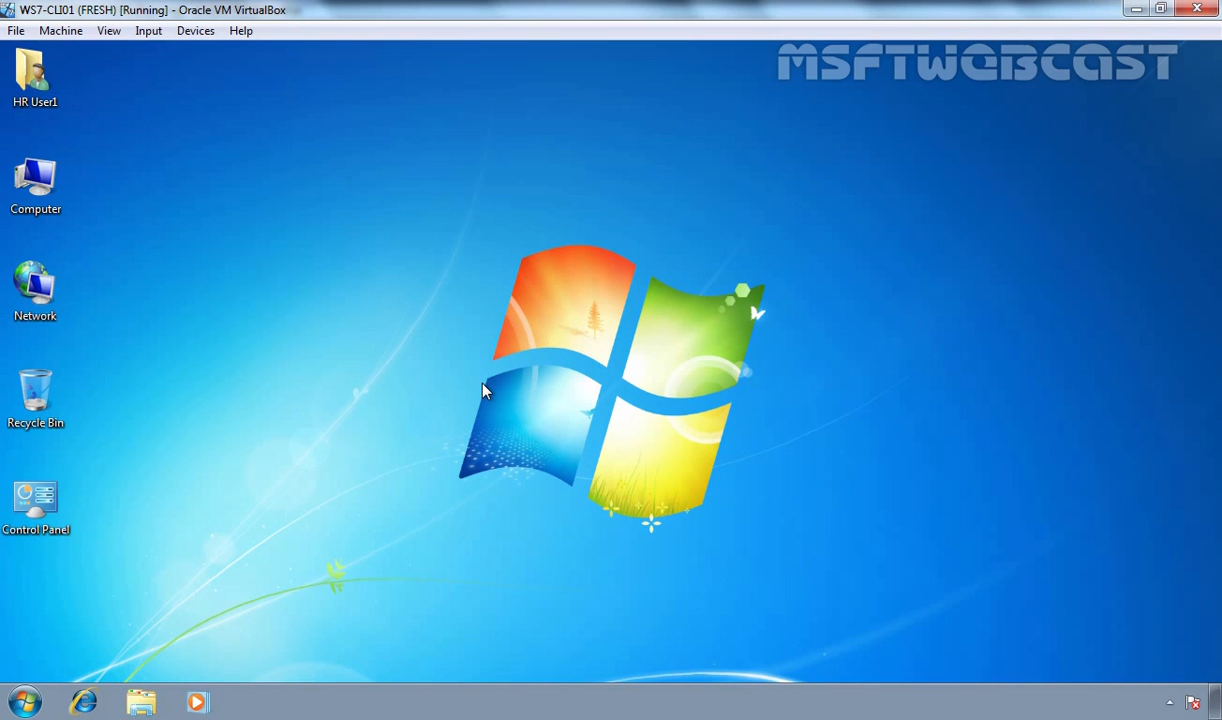 WS7-CLI01 (FRESH) [Running] - Oracle VM VirtualBox
File Machine View Input Devices Help
MSFTWEBCAST
HR User1
Computer
Network
Recycle Bin
Control Panel